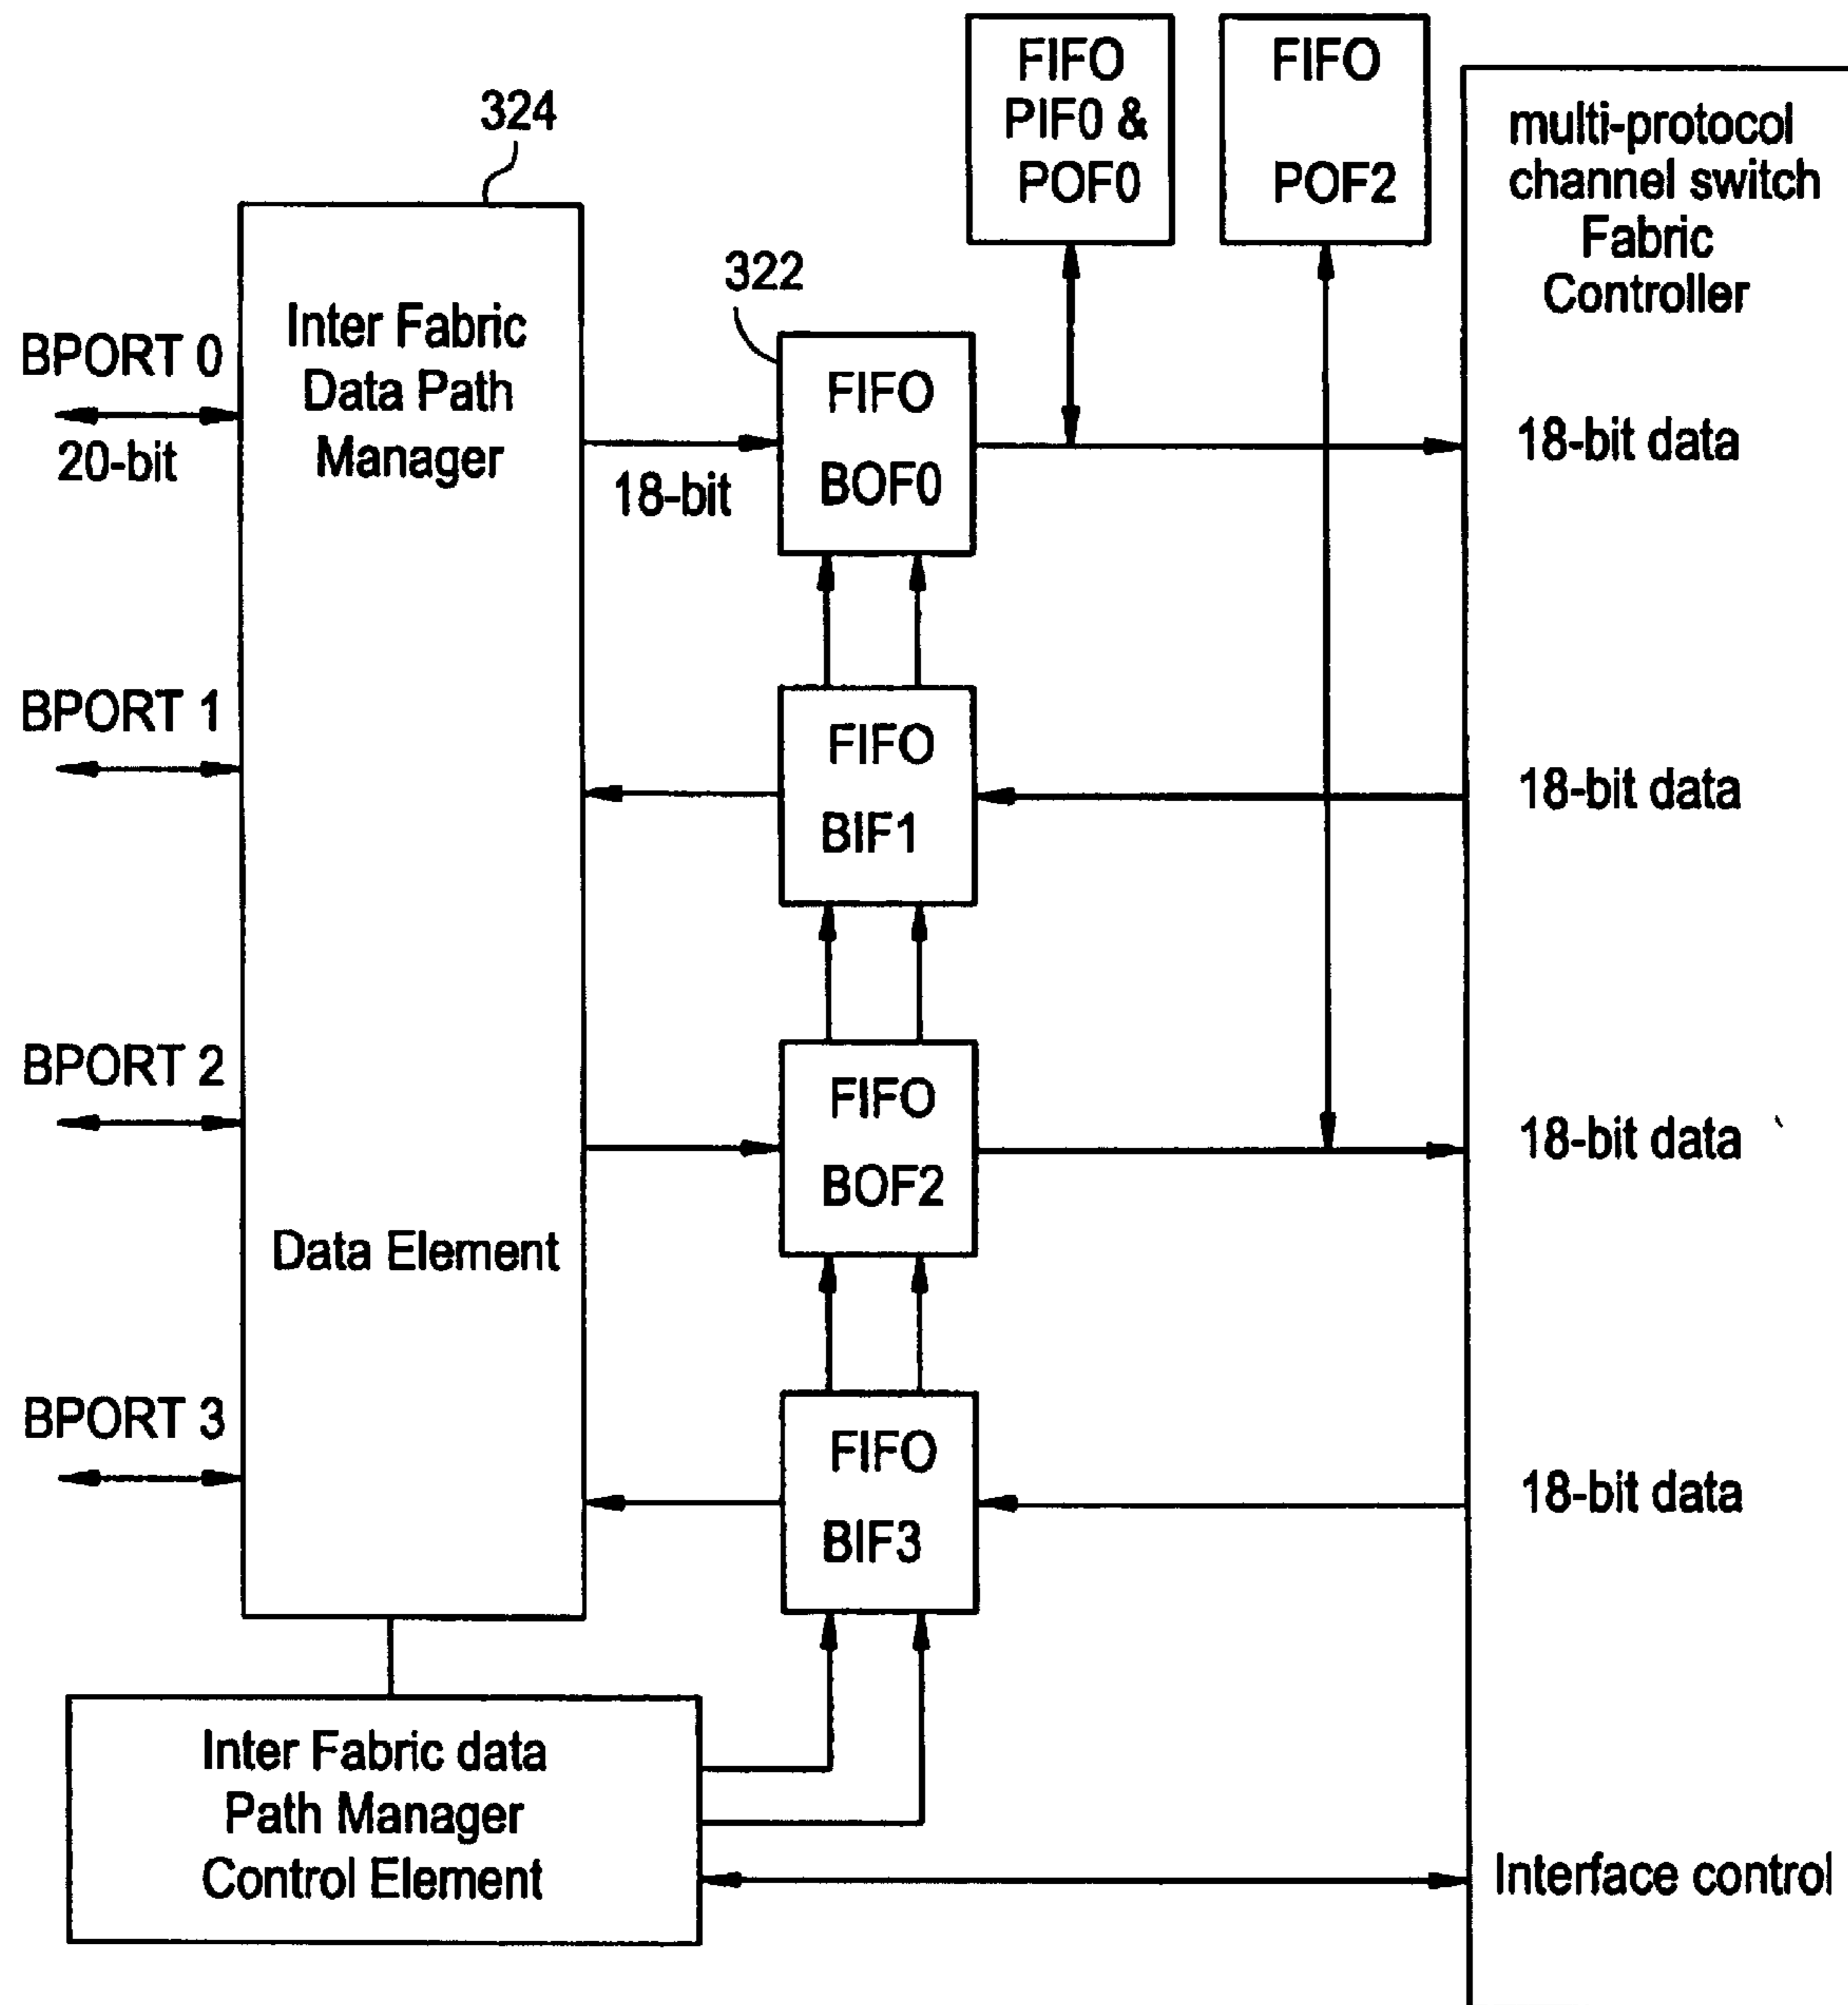 FIFO
PIF0 &
POF0
FIFO
POF2
multi-protocol
channel switch
Fabric
Controller
324
322
Inter Fabric
Data Path
Manager
BPORT 0
20-bit
18-bit
FIFO
BOF0
18-bit data
BPORT 1
FIFO
BIF1
18-bit data
BPORT 2
FIFO
BOF2
18-bit data
Data Element
BPORT 3
FIFO
BIF3
18-bit data
Inter Fabric data
Path Manager
Control Element
Interface control